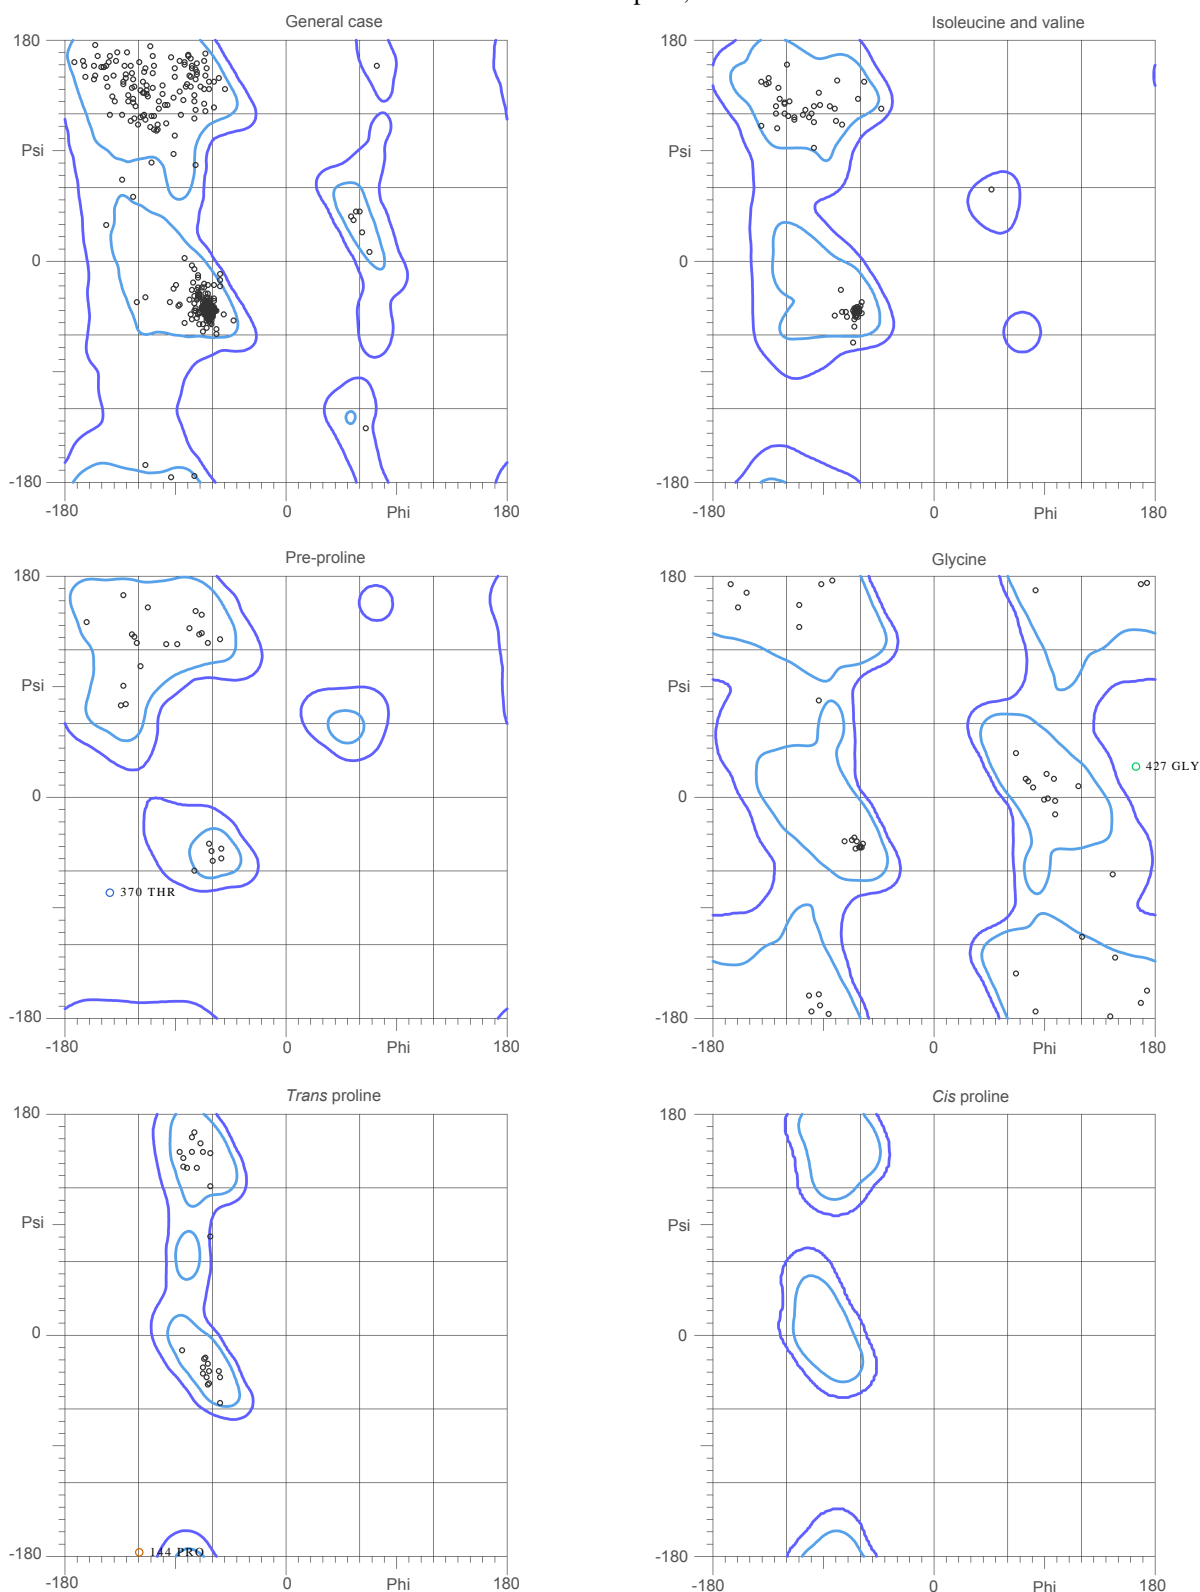 General case
Isoleucine and valine
180
180
Psi
Psi
0
0
-180
-180
-180
0
Phi
180
-180
0
Phi
180
Pre-proline
Glycine
180
180
Psi
Psi
427 GLY
0
0
370 THR
-180
-180
-180
0
Phi
180
-180
0
Phi
180
Trans proline
Cis proline
180
180
Psi
Psi
0
0
144 PRO
-180
-180
-180
0
Phi
180
-180
0
Phi
180